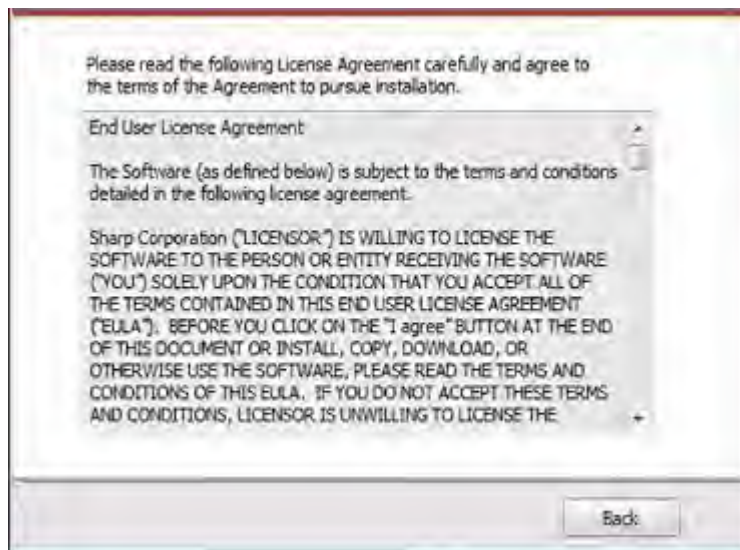 Please read the following License Agreement carefully and agree to
the terms of the Agreement to pursue installation.
End User License Agreement
The Software (as defined below) is subject to the terms and conditions
detailed in the following license agreement.
Sharp Corporation ("LICENSOR") IS WILLING TO LICENSE THE
SOFTWARE TO THE PERSON OR ENTITY RECEIVING THE SOFTWARE
("YOU") SOLELY UPON THE CONDITION THAT YOU ACCEPT ALL OF
THE TERMS CONTAINED IN THIS END USER LICENSE AGREEMENT
("EULA"). BEFORE YOU CLICK ON THE "I agree" BUTTON AT THE END
OF THIS DOCUMENT OR INSTALL, COPY, DOWNLOAD, OR
OTHERWISE USE THE SOFTWARE, PLEASE READ THE TERMS AND
CONDITIONS OF THIS EULA. IF YOU DO NOT ACCEPT THESE TERMS
AND CONDITIONS, LICENSOR IS UNWILLING TO LICENSE THE
Back